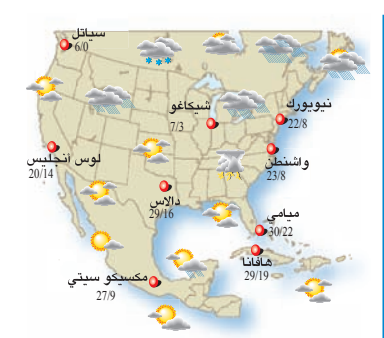 سياتل
6/0
نيويورك
22/8
شيكاغو
7/3
لوس انجليس
20/14
واشنطن
23/8
دالاس
29/16
ميامي
30/22
هافانا
29/19
مكسيكو سيتي
27/9